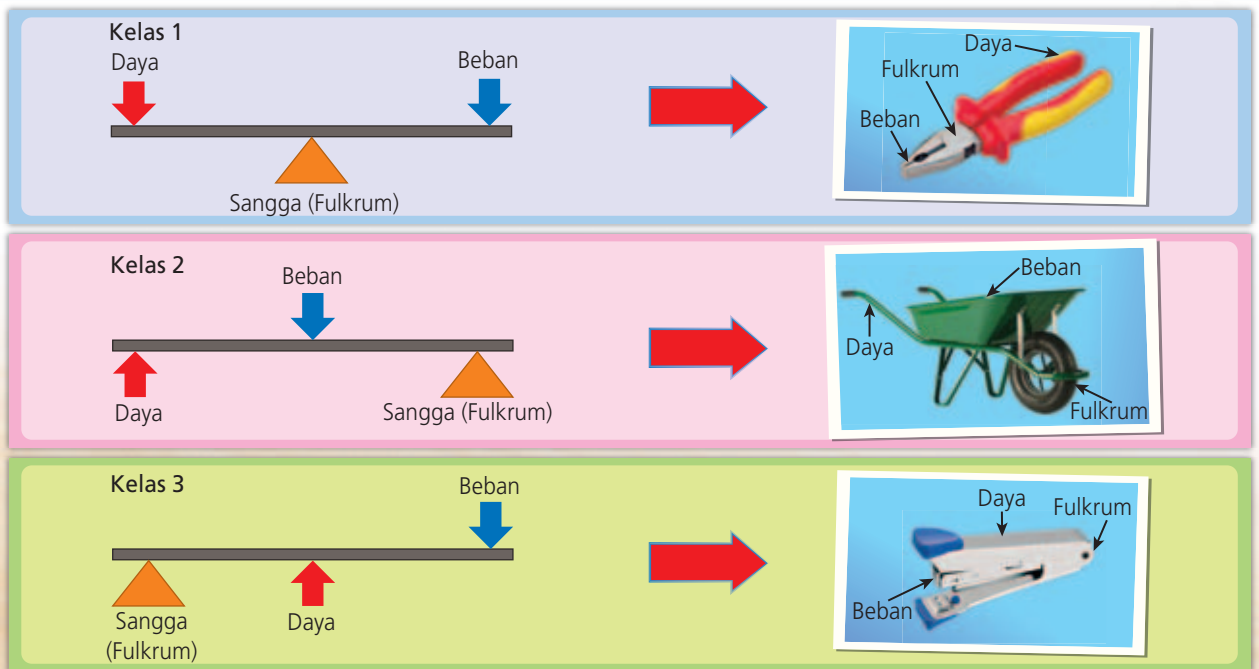 Kelas 1
Daya
Beban
Sangga (Fulkrum)
Daya
Fulkrum
Beban
Kelas 2
Beban
Daya
Sangga (Fulkrum)
Beban
Daya
Fulkrum
Kelas 3
Beban
Sangga
(Fulkrum)
Daya
Daya
Fulkrum
Beban